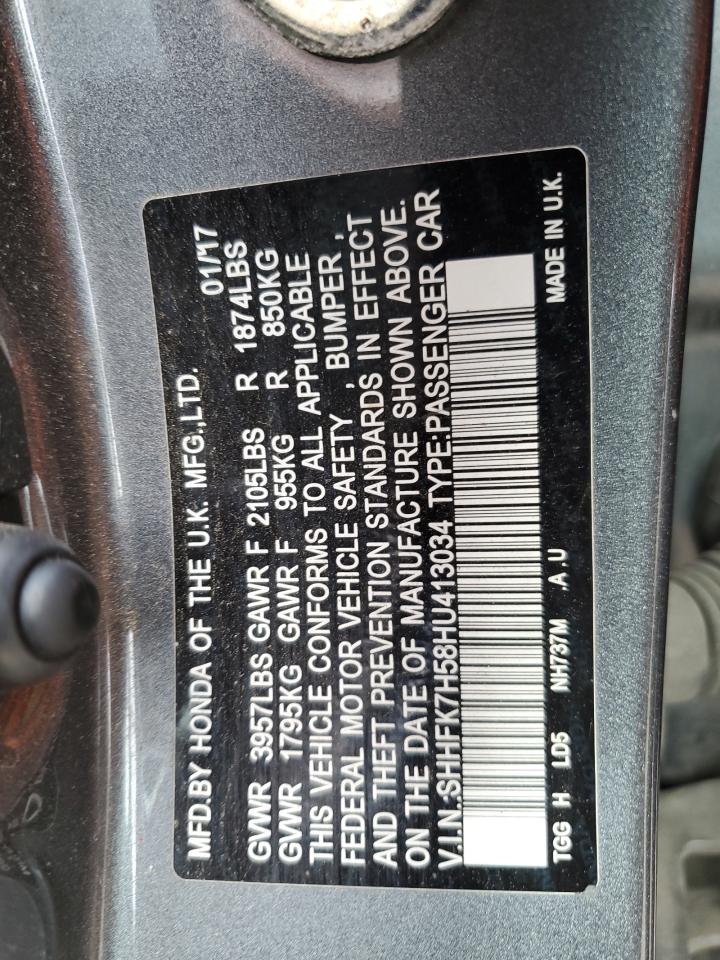 MFD.BY HONDA OF THE U.K. MFG.,LTD. 01/17
GVWR 3957LBS GAWR F 2105LBS R 1874LBS
GVWR 1795KG GAWR F 955KG R 850KG
THIS VEHICLE CONFORMS TO ALL APPLICABLE
FEDERAL MOTOR VEHICLE SAFETY , BUMPER ,
AND THEFT PREVENTION STANDARDS IN EFFECT
ON THE DATE OF MANUFACTURE SHOWN ABOVE.
V.I.N.:SHHFK7H58HU413034 TYPE:PASSENGER CAR
TGG H LD5 NH737M .A .U MADE IN U.K.